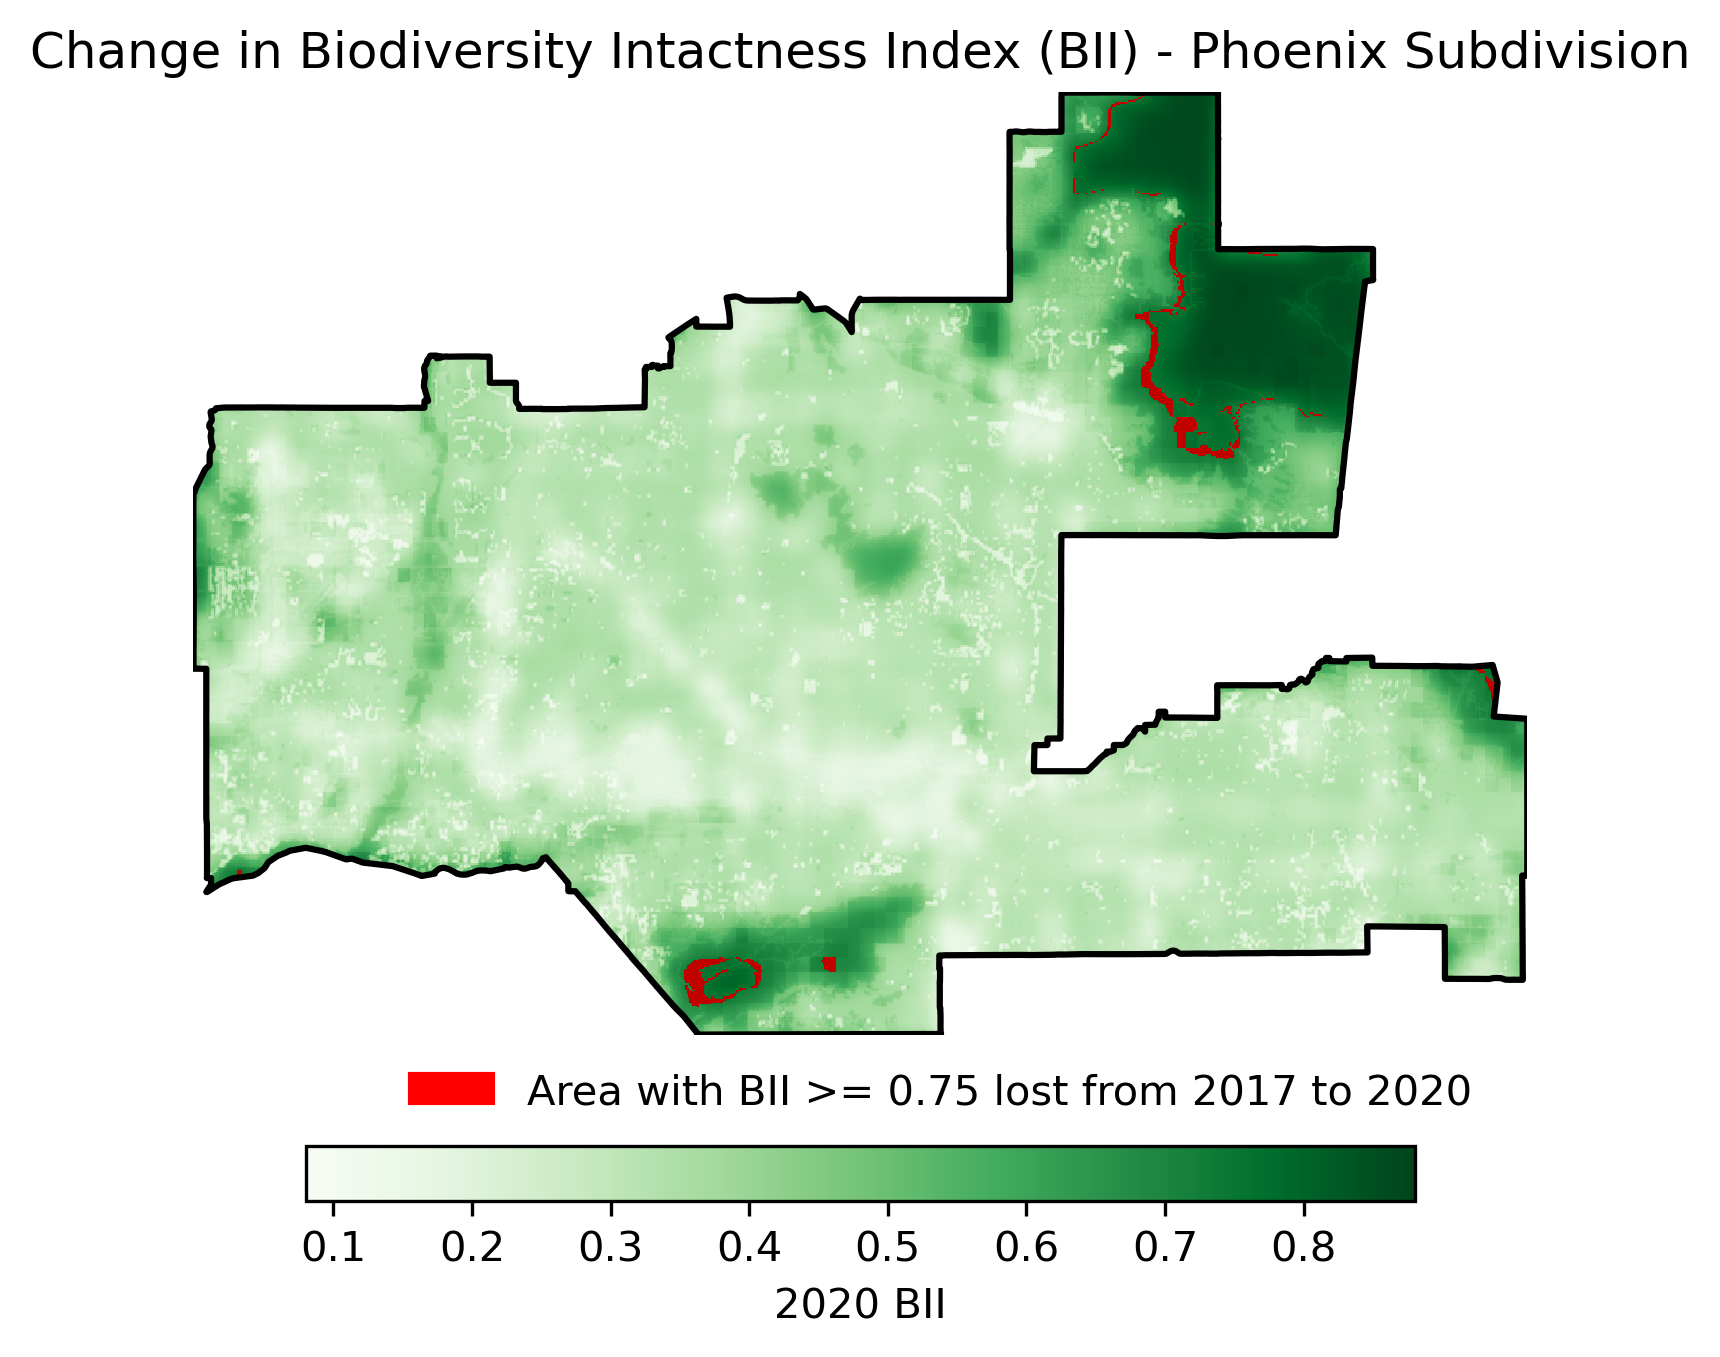 Change in Biodiversity Intactness Index (BII) - Phoenix Subdivision
Area with BII >= 0.75 lost from 2017 to 2020
0.1 0.2 0.3 0.4 0.5 0.6 0.7 0.8
2020 BII